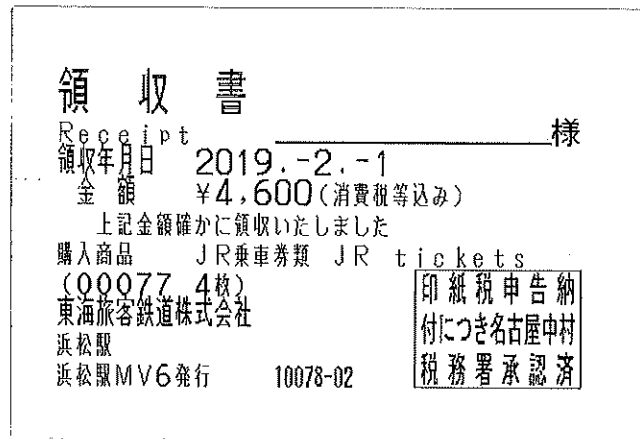 領収書
Receipt 様
領収年月日 2019.-2.-1
金額 ¥4,600(消費税等込み)
上記金額確かに領収いたしました
購入商品 JR乗車券類 JR tickets
(00077 4枚)
東海旅客鉄道株式会社
浜松駅
浜松駅MV6発行 10078-02
印紙税申告納
付につき名古屋中村
税務署承認済